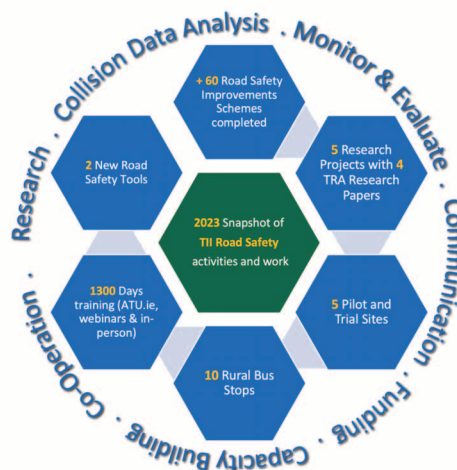 Research . Collision Data Analysis . Monitor & Evaluate . Communication . Funding . Capacity Building . Co-Operation .
+ 60 Road Safety
Improvements
Schemes
completed
5 Research
Projects with 4
TRA Research
Papers
5 Pilot and
Trial Sites
10 Rural Bus
Stops
1300 Days
training (ATU.ie,
webinars & in-
person)
2 New Road
Safety Tools
2023 Snapshot of
TII Road Safety
activities and work